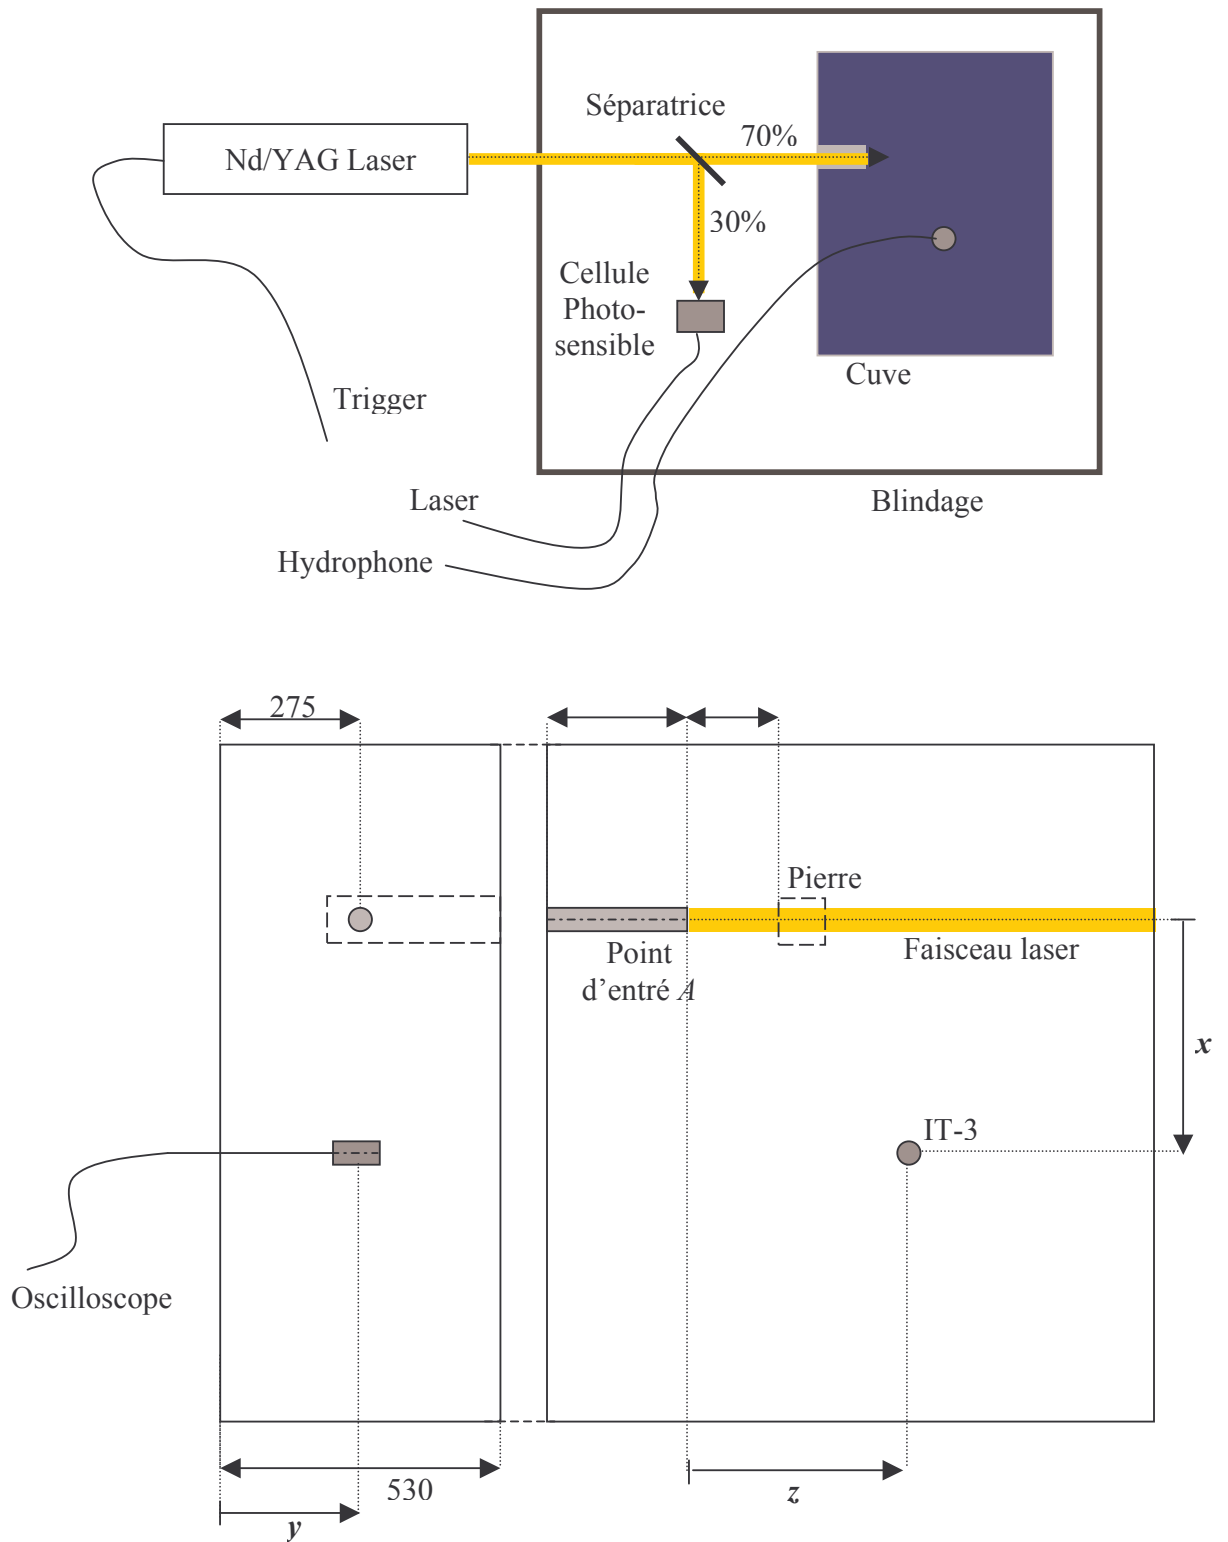 Séparatrice
70%
Nd/YAG Laser
30%
Cellule
Photo-
sensible
Cuve
Trigger
Laser
Blindage
Hydrophone
275
Pierre
Point
d’entré A
Faisceau laser
x
IT-3
Oscilloscope
530
z
y